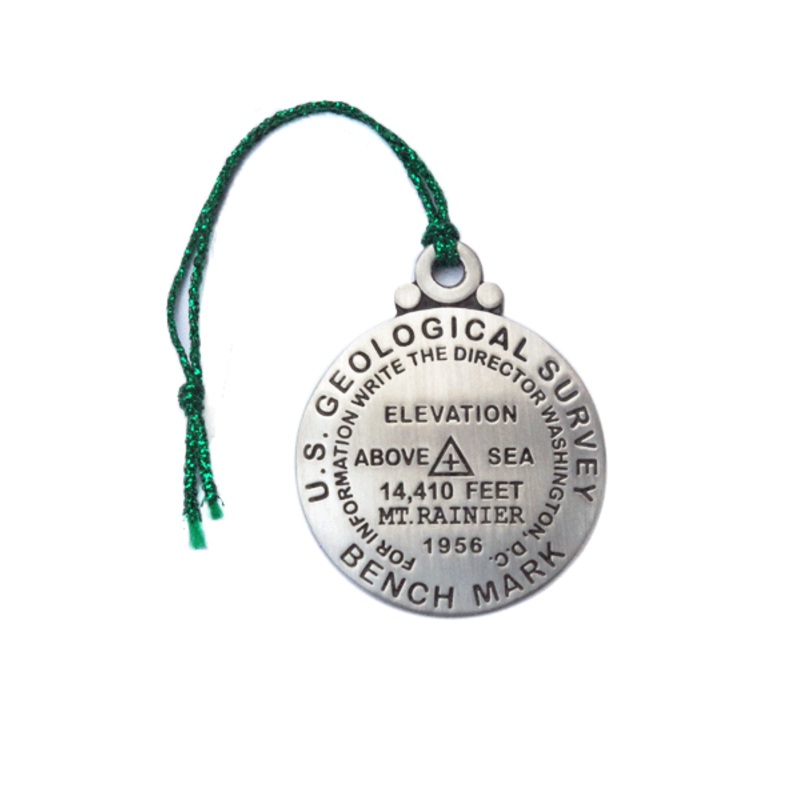 U.S. GEOLOGICAL SURVEY
FOR INFORMATION WRITE THE DIRECTOR WASHINGTON, D.C.
ELEVATION
ABOVE SEA
14,410 FEET
MT. RAINIER
1956
BENCH MARK